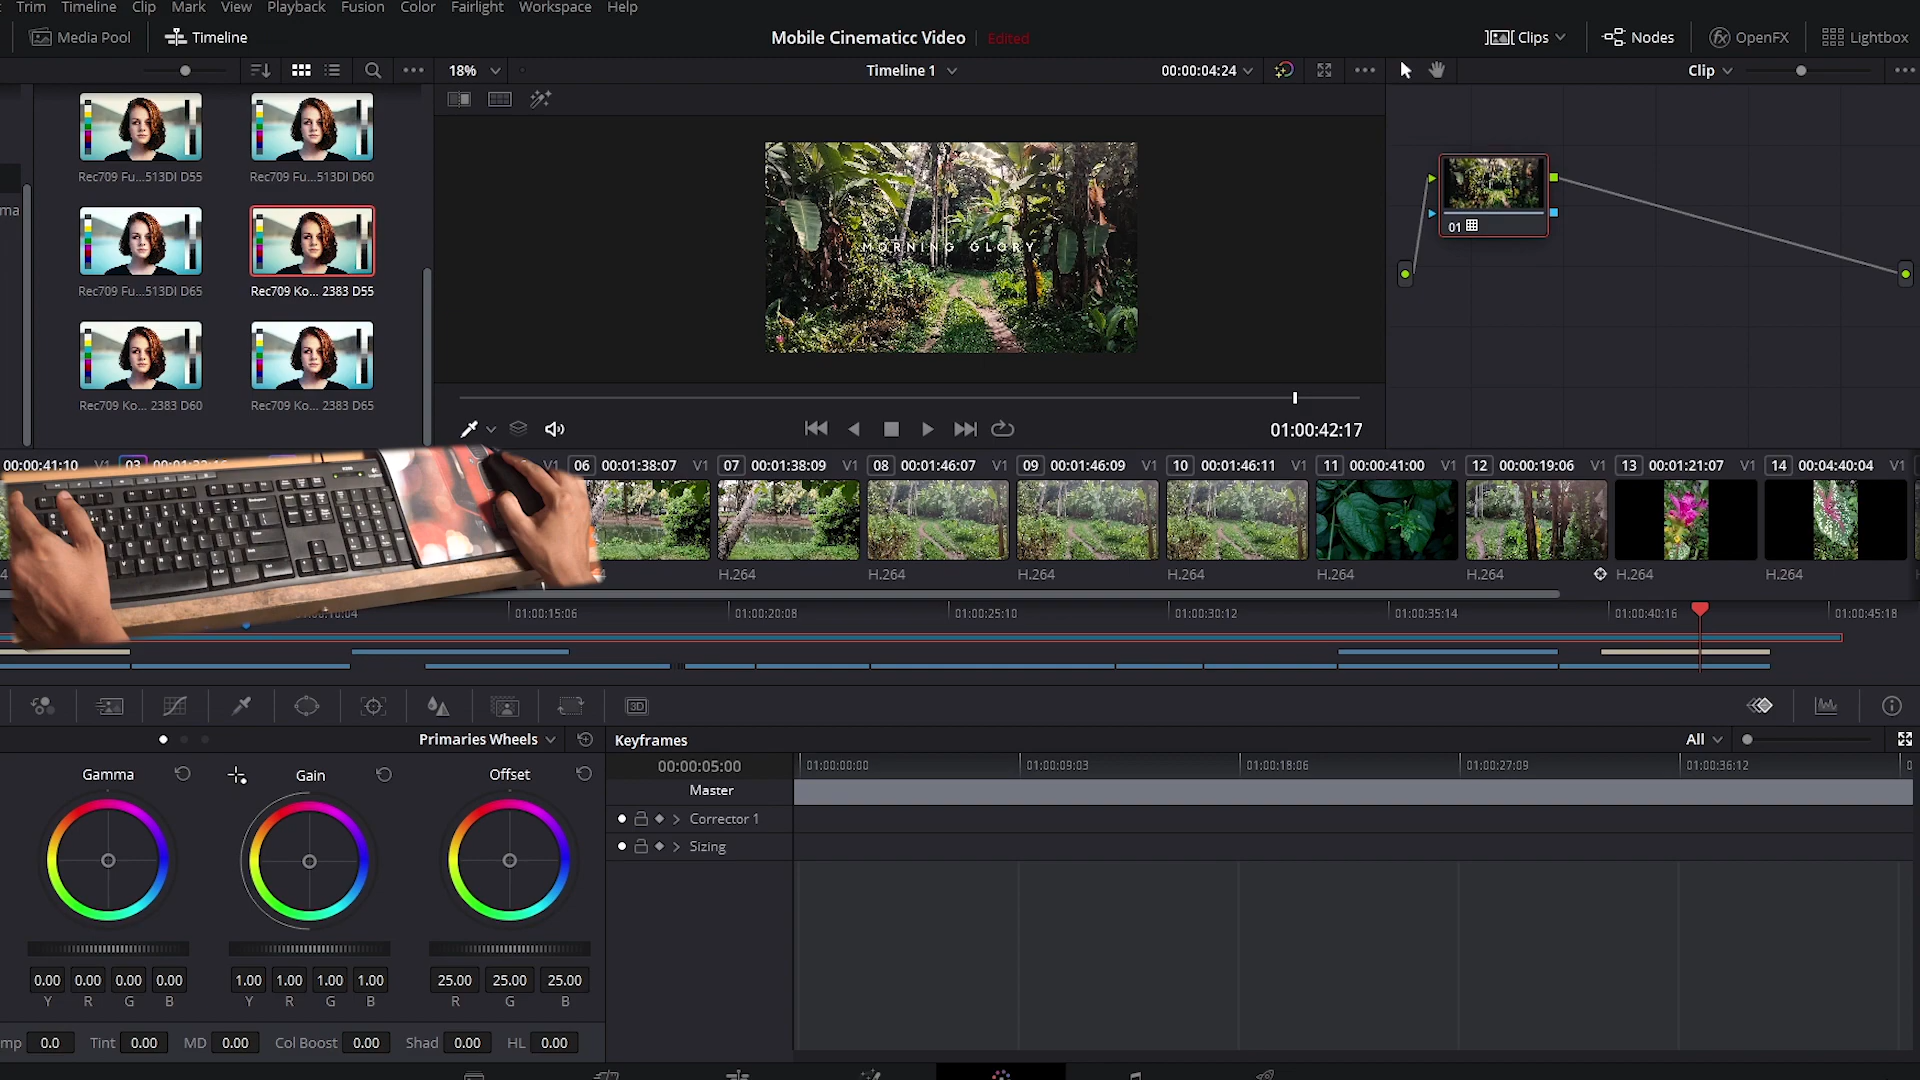 Trim Timeline Clip Mark View Playback Fusion Color Fairlight Workspace Help
Media Pool Timeline Mobile Cinematicc Video Edited Clips Nodes OpenFX Lightbox
18% Timeline 1 00:00:04:24 Clip
Rec709 Fu...513DI D55 Rec709 Fu...513DI D60
MORNING GLORY
01
Rec709 Fu...513DI D65 Rec709 Ko... 2383 D55
Rec709 Ko... 2383 D60 Rec709 Ko... 2383 D65
01:00:42:17
00:00:41:10 V1 03 V1 06 00:01:38:07 V1 07 00:01:38:09 V1 08 00:01:46:07 V1 09 00:01:46:09 V1 10 00:01:46:11 V1 11 00:00:41:00 V1 12 00:00:19:06 V1 13 00:01:21:07 V1 14 00:04:40:04 V1
H.264 H.264 H.264 H.264 H.264 H.264 H.264 H.264
01:00:15:06 01:00:20:08 01:00:25:10 01:00:30:12 01:00:35:14 01:00:40:16 01:00:45:18
3D
Primaries Wheels Keyframes All
00:00:05:00 01:00:00:00 01:00:09:03 01:00:18:06 01:00:27:09 01:00:36:12
Gamma Gain Offset
Master
Corrector 1
Sizing
0.00 0.00 0.00 0.00 1.00 1.00 1.00 1.00 25.00 25.00 25.00
Y R G B Y R G B R G B
mp 0.0 Tint 0.00 MD 0.00 Col Boost 0.00 Shad 0.00 HL 0.00